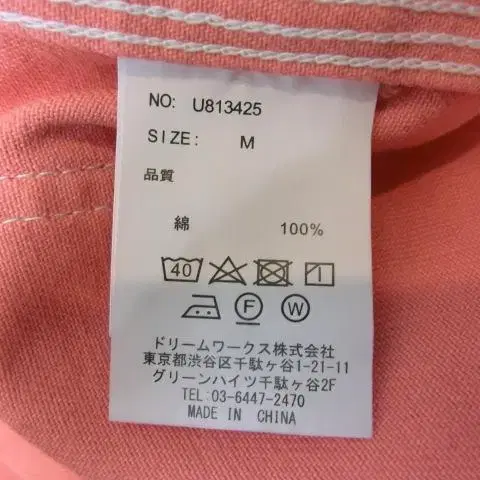 NO: U813425
SIZE: M
品質
綿 100%
40
F W
ドリームワークス株式会社
東京都渋谷区千駄ヶ谷1-21-11
グリーンハイツ千駄ヶ谷2F
TEL:03-6447-2470
MADE IN CHINA